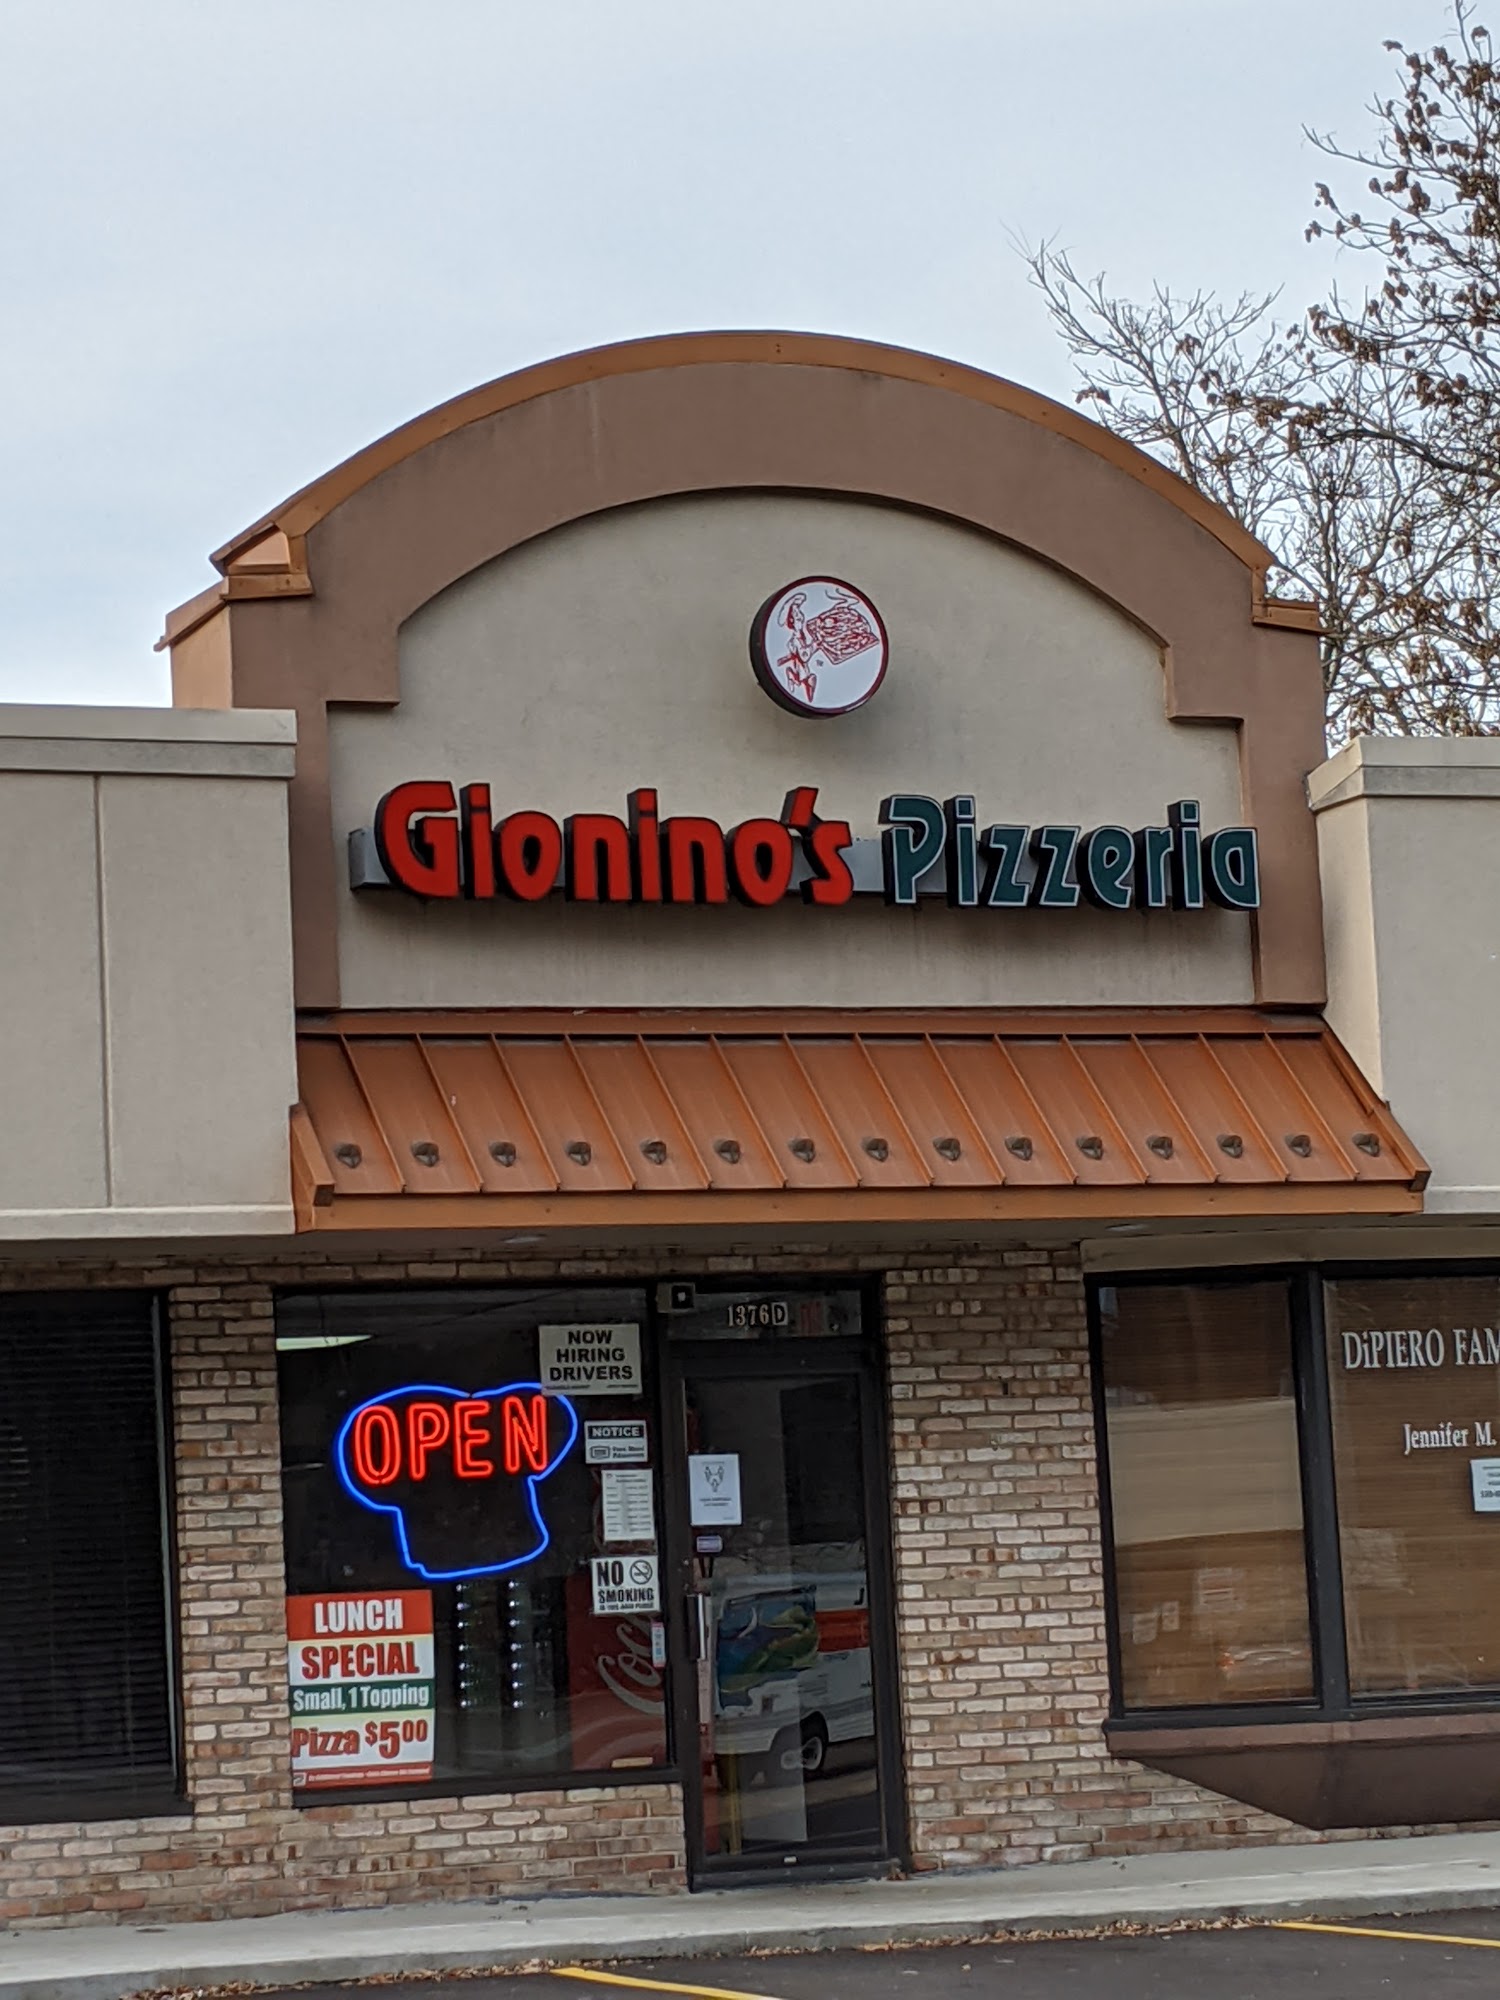 Gionino's Pizzeria
1376D
NOW
HIRING
DRIVERS
OPEN
NOTICE
NO
SMOKING
LUNCH
SPECIAL
Small, 1 Topping
Pizza $5.00
Coca
DiPIERO FAM
Jennifer M.